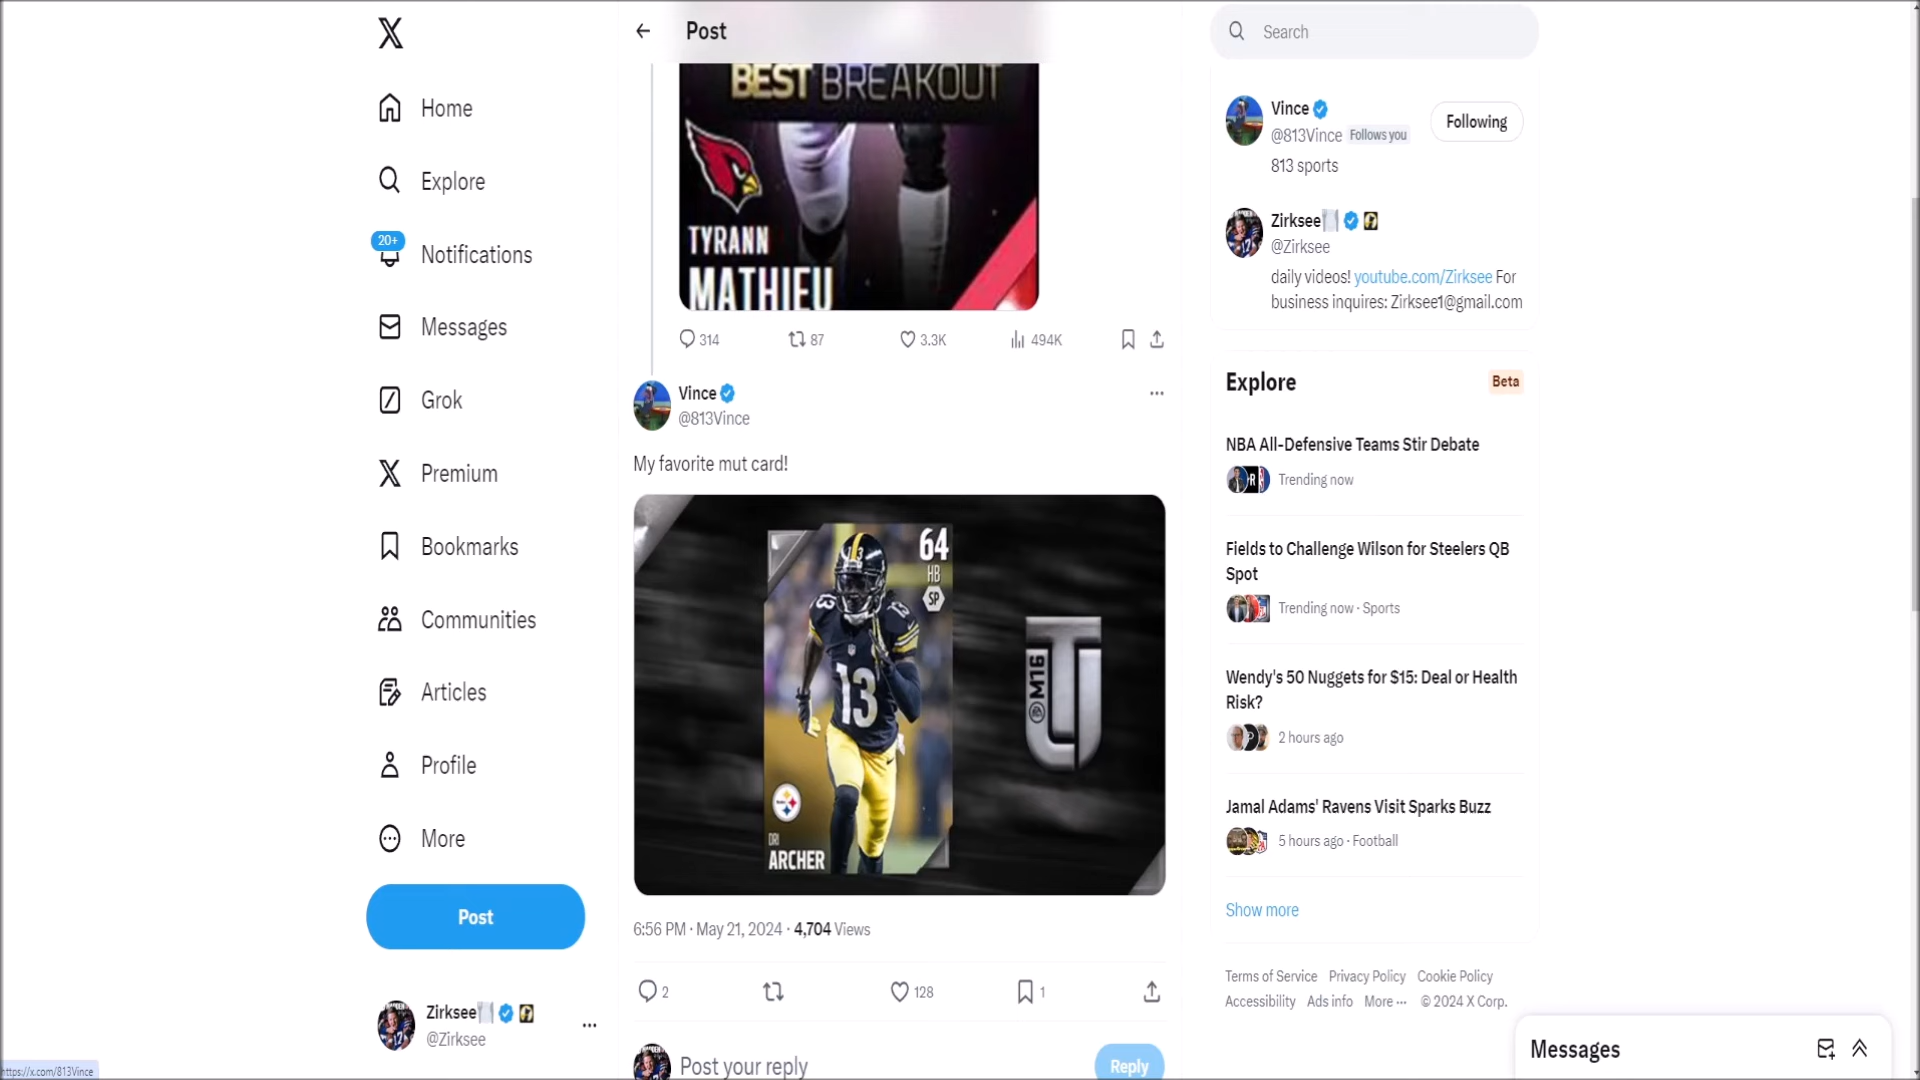 Home
Explore
20+
Notifications
Messages
Grok
Premium
Bookmarks
Communities
Articles
Profile
More
Post
Zirksee
@Zirksee
https://x.com/813Vince
Post
BEST BREAKOUT
TYRANN
MATHIEU
314
87
3.3K
494K
Vince
@813Vince
My favorite mut card!
64
HB
SP
13
13
13
Steelers
DRI
ARCHER
M16
6:56 PM · May 21, 2024 · 4,704 Views
2
128
1
Post your reply
Reply
Search
Vince
@813Vince Follows you
813 sports
Following
Zirksee
@Zirksee
daily videos! youtube.com/Zirksee For
business inquires: Zirksee1@gmail.com
Explore
Beta
NBA All-Defensive Teams Stir Debate
Trending now
Fields to Challenge Wilson for Steelers QB
Spot
Trending now · Sports
Wendy's 50 Nuggets for $15: Deal or Health
Risk?
2 hours ago
Jamal Adams' Ravens Visit Sparks Buzz
5 hours ago · Football
Show more
Terms of Service Privacy Policy Cookie Policy
Accessibility Ads info More ··· © 2024 X Corp.
Messages